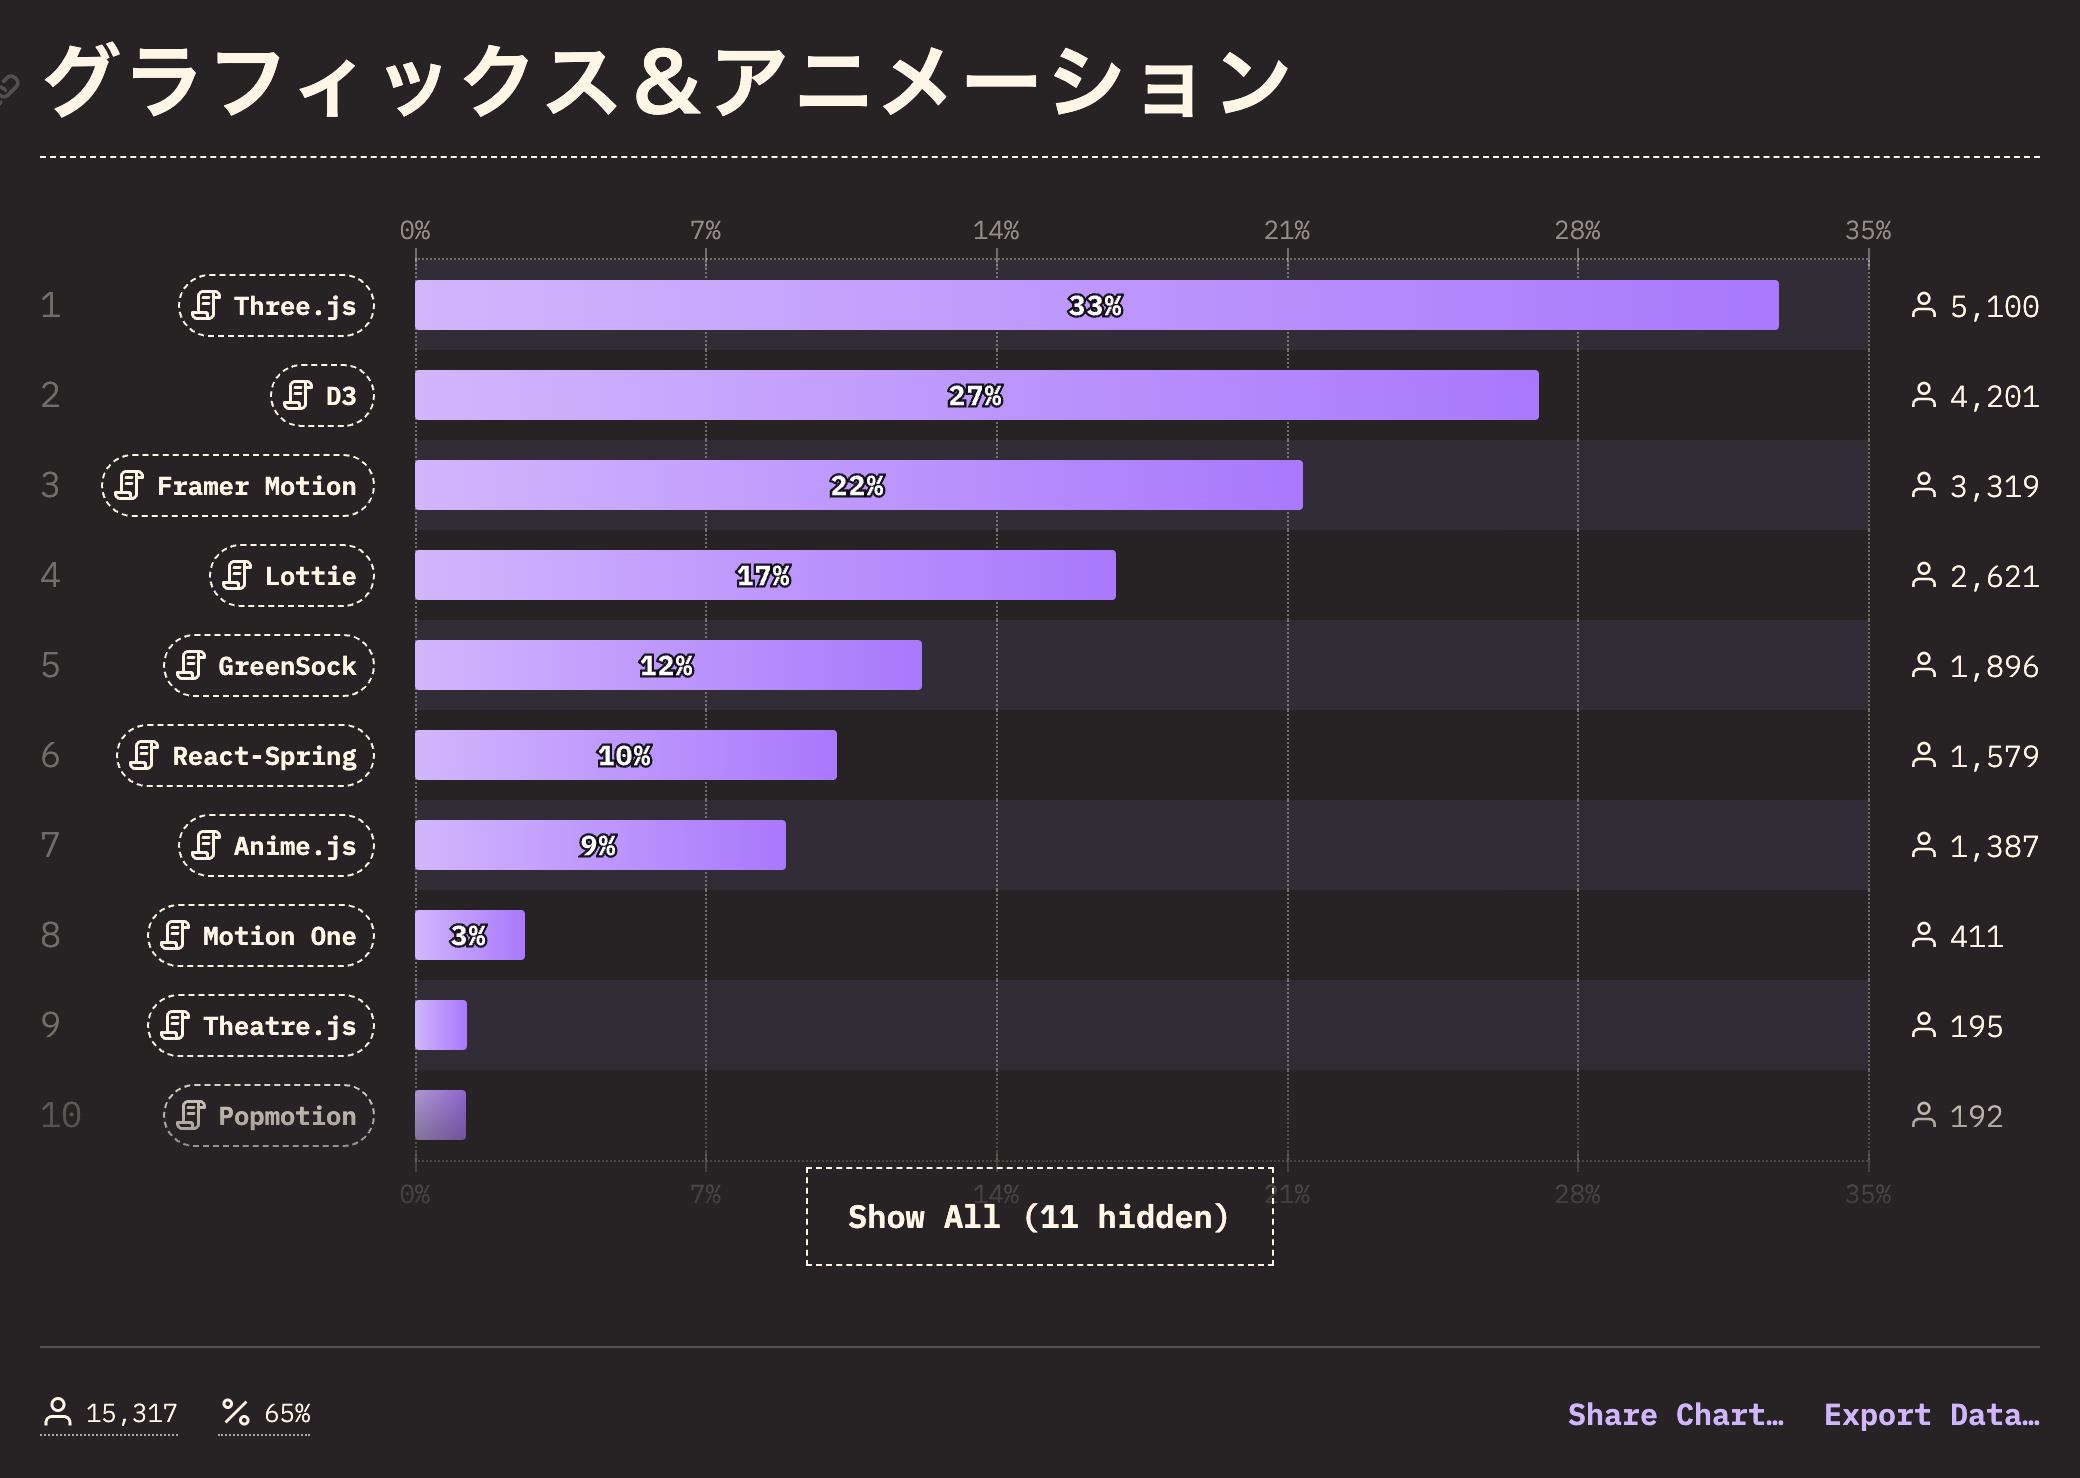 グラフィックス＆アニメーション
0% 7% 14% 21% 28% 35%
1 Three.js 33% 5,100
2 D3 27% 4,201
3 Framer Motion 22% 3,319
4 Lottie 17% 2,621
5 GreenSock 12% 1,896
6 React-Spring 10% 1,579
7 Anime.js 9% 1,387
8 Motion One 3% 411
9 Theatre.js 195
10 Popmotion 192
0% 7% 14% 21% 28% 35%
Show All (11 hidden)
15,317 % 65% Share Chart… Export Data…